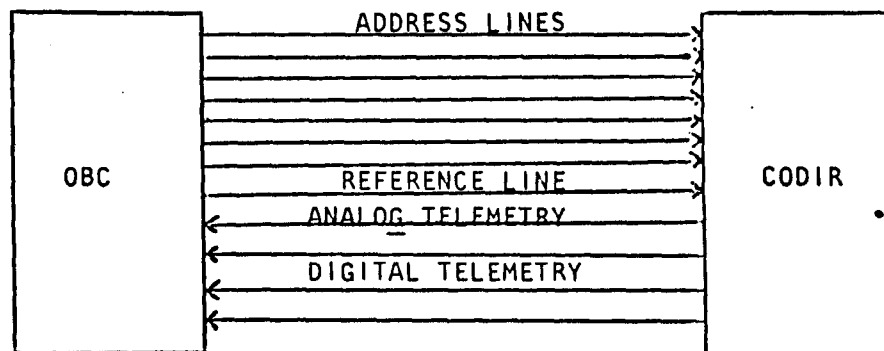 ADDRESS LINES
OBC
REFERENCE LINE
CODIR
ANALOG TELEMETRY
DIGITAL TELEMETRY